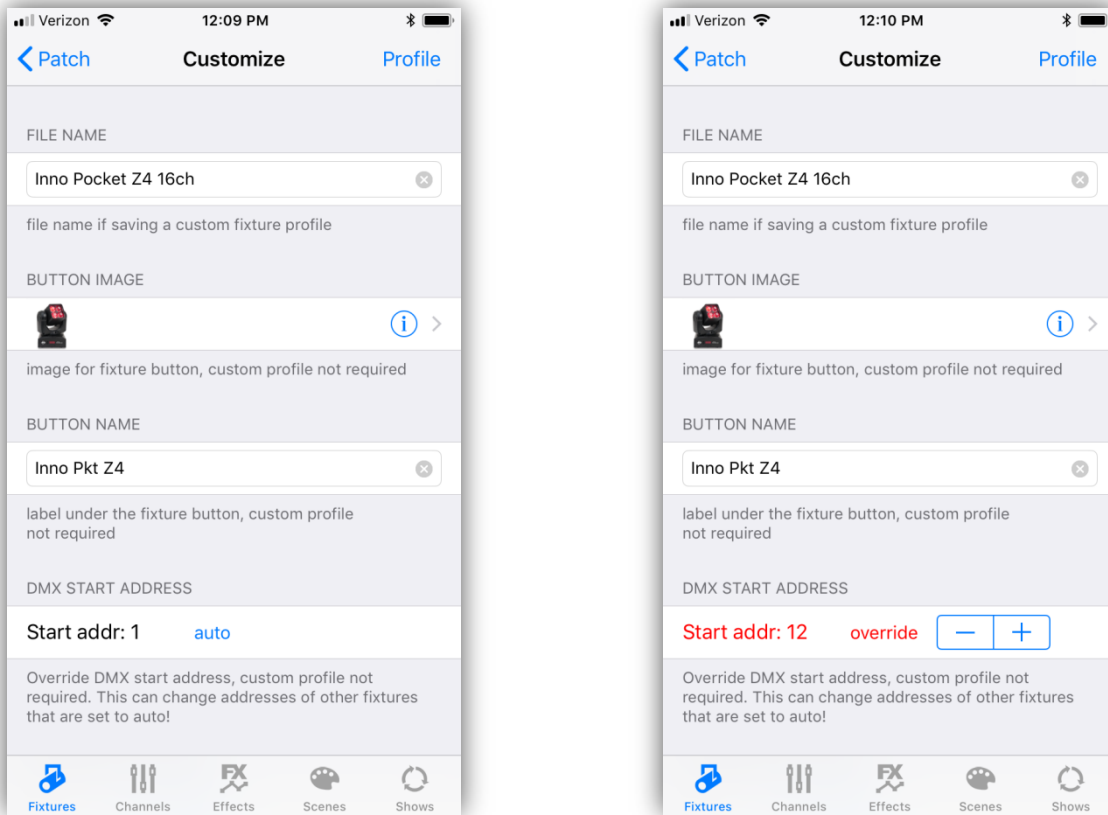 Verizon 12:09 PM
Patch Customize Profile
FILE NAME
Inno Pocket Z4 16ch
file name if saving a custom fixture profile
BUTTON IMAGE
image for fixture button, custom profile not required
BUTTON NAME
Inno Pkt Z4
label under the fixture button, custom profile
not required
DMX START ADDRESS
Start addr: 1 auto
Override DMX start address, custom profile not
required. This can change addresses of other fixtures
that are set to auto!
FX
Fixtures Channels Effects Scenes Shows
Verizon 12:10 PM
Patch Customize Profile
FILE NAME
Inno Pocket Z4 16ch
file name if saving a custom fixture profile
BUTTON IMAGE
image for fixture button, custom profile not required
BUTTON NAME
Inno Pkt Z4
label under the fixture button, custom profile
not required
DMX START ADDRESS
Start addr: 12 override − +
Override DMX start address, custom profile not
required. This can change addresses of other fixtures
that are set to auto!
FX
Fixtures Channels Effects Scenes Shows